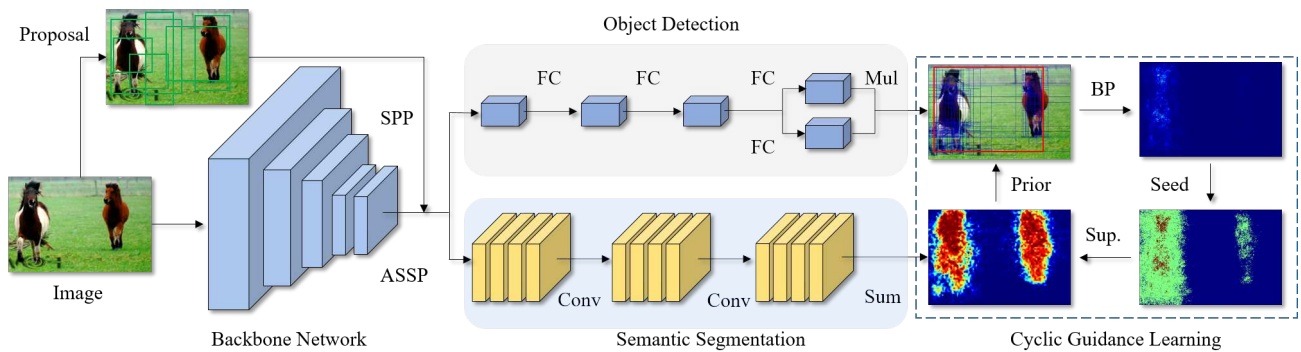 Object Detection
Proposal
FC
FC
FC
Mul
BP
SPP
FC
Prior
Seed
Sup.
ASSP
Image
Conv
Conv
Sum
Backbone Network
Semantic Segmentation
Cyclic Guidance Learning